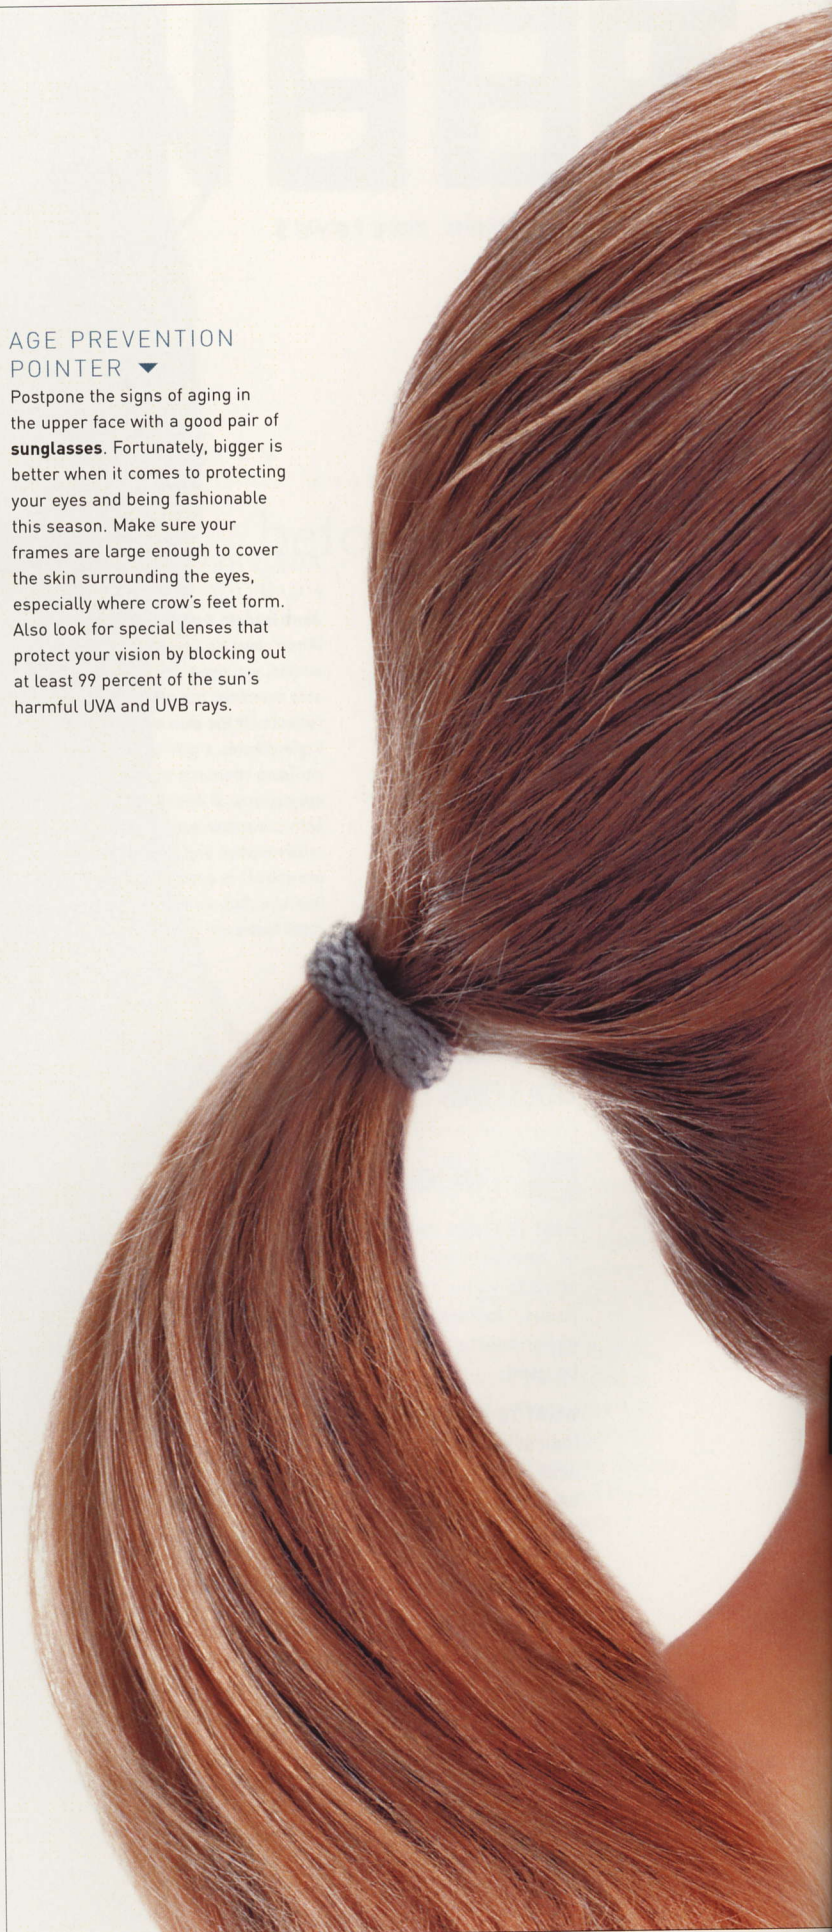 AGE PREVENTION
POINTER
Postpone the signs of aging in
the upper face with a good pair of
sunglasses. Fortunately, bigger is
better when it comes to protecting
your eyes and being fashionable
this season. Make sure your
frames are large enough to cover
the skin surrounding the eyes,
especially where crow's feet form.
Also look for special lenses that
protect your vision by blocking out
at least 99 percent of the sun's
harmful UVA and UVB rays.